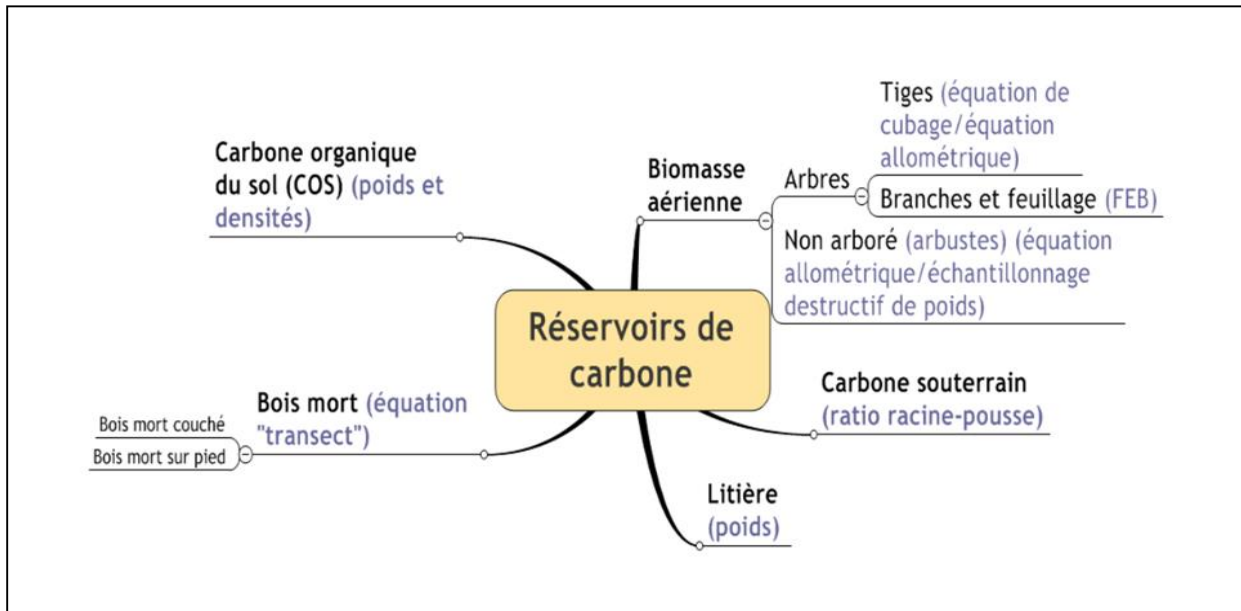 Carbone organique
du sol (COS) (poids et
densités)
Biomasse
aérienne
Arbres
Tiges (équation de
cubage/équation
allométrique)
Branches et feuillage (FEB)
Non arboré (arbustes) (équation
allométrique/échantillonnage
destructif de poids)
Réservoirs de
carbone
Carbone souterrain
(ratio racine-pousse)
Bois mort (équation
"transect")
Bois mort couché
Bois mort sur pied
Litière
(poids)